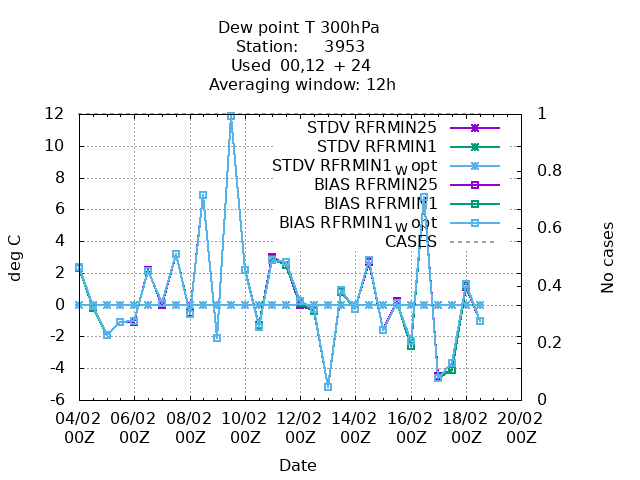 Dew point T 300hPa
Station: 3953
Used 00,12 + 24
Averaging window: 12h
12
10
8
6
4
2
0
-2
-4
-6
deg C
1
0.8
0.6
0.4
0.2
0
No cases
STDV RFRMIN25
STDV RFRMIN1
STDV RFRMIN1w opt
BIAS RFRMIN25
BIAS RFRMIN1
BIAS RFRMIN1w opt
CASES
04/02 06/02 08/02 10/02 12/02 14/02 16/02 18/02 20/02
00Z 00Z 00Z 00Z 00Z 00Z 00Z 00Z 00Z
Date